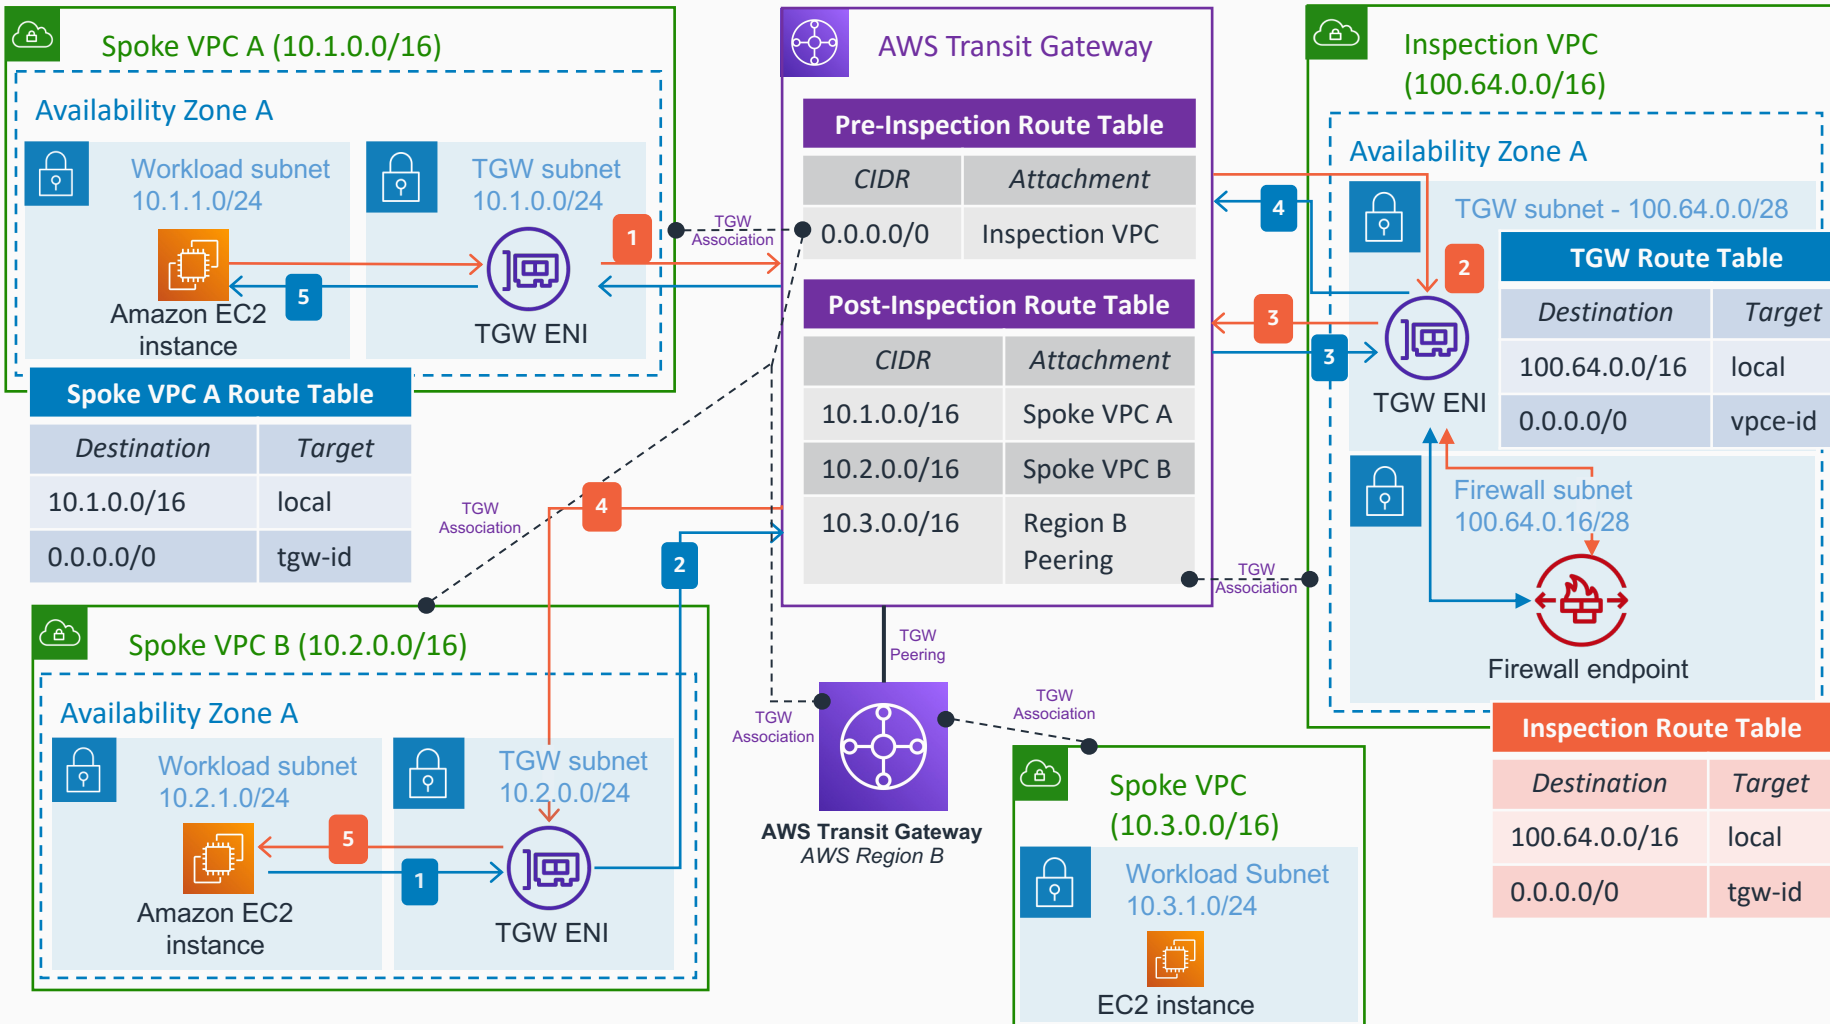 Spoke VPC A (10.1.0.0/16)
Availability Zone A
Workload subnet
10.1.1.0/24
TGW subnet
10.1.0.0/24
1
5
Amazon EC2
instance
TGW ENI
TGW
Association
Spoke VPC A Route Table
Destination Target
10.1.0.0/16 local
0.0.0.0/0 tgw-id
AWS Transit Gateway
Pre-Inspection Route Table
CIDR Attachment
0.0.0.0/0 Inspection VPC
Post-Inspection Route Table
CIDR Attachment
10.1.0.0/16 Spoke VPC A
10.2.0.0/16 Spoke VPC B
10.3.0.0/16 Region B
Peering
Inspection VPC
(100.64.0.0/16)
Availability Zone A
4
TGW subnet - 100.64.0.0/28
2
TGW Route Table
Destination Target
100.64.0.0/16 local
0.0.0.0/0 vpce-id
3
3
TGW ENI
Firewall subnet
100.64.0.16/28
Firewall endpoint
TGW
Association
Inspection Route Table
Destination Target
100.64.0.0/16 local
0.0.0.0/0 tgw-id
TGW
Association
4
2
Spoke VPC B (10.2.0.0/16)
Availability Zone A
Workload subnet
10.2.1.0/24
TGW subnet
10.2.0.0/24
5
1
Amazon EC2
instance
TGW ENI
TGW
Peering
TGW
Association
TGW
Association
AWS Transit Gateway
AWS Region B
Spoke VPC
(10.3.0.0/16)
Workload Subnet
10.3.1.0/24
EC2 instance